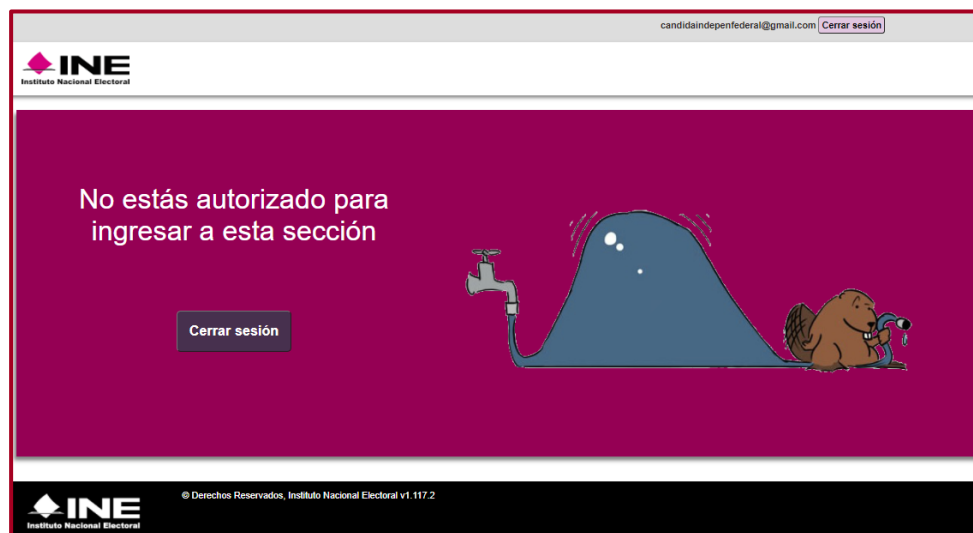 candidaindepenfederal@gmail.com Cerrar sesión
INE
Instituto Nacional Electoral
No estás autorizado para
ingresar a esta sección
Cerrar sesión
© Derechos Reservados, Instituto Nacional Electoral v1.117.2
INE
Instituto Nacional Electoral